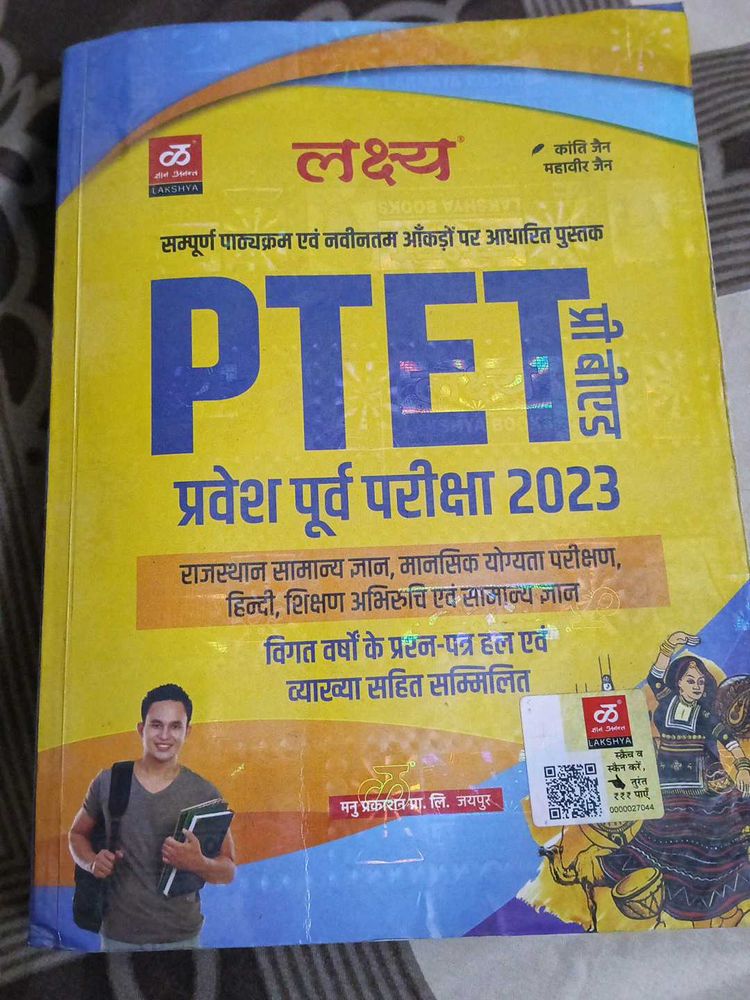 ज्ञान अनन्त
LAKSHYA
लक्ष्य®
कांति जैन
महावीर जैन
सम्पूर्ण पाठ्यक्रम एवं नवीनतम आँकड़ों पर आधारित पुस्तक
PTET
प्री बीएड
प्रवेश पूर्व परीक्षा 2023
राजस्थान सामान्य ज्ञान, मानसिक योग्यता परीक्षण,
हिन्दी, शिक्षण अभिरुचि एवं सामान्य ज्ञान
विगत वर्षों के प्रश्न-पत्र हल एवं
व्याख्या सहित सम्मिलित
ज्ञान अनन्त
LAKSHYA
स्क्रैच व
स्कैन करें,
तुरंत
₹₹₹ पाएँ
0000027044
मनु प्रकाशन प्रा. लि. जयपुर